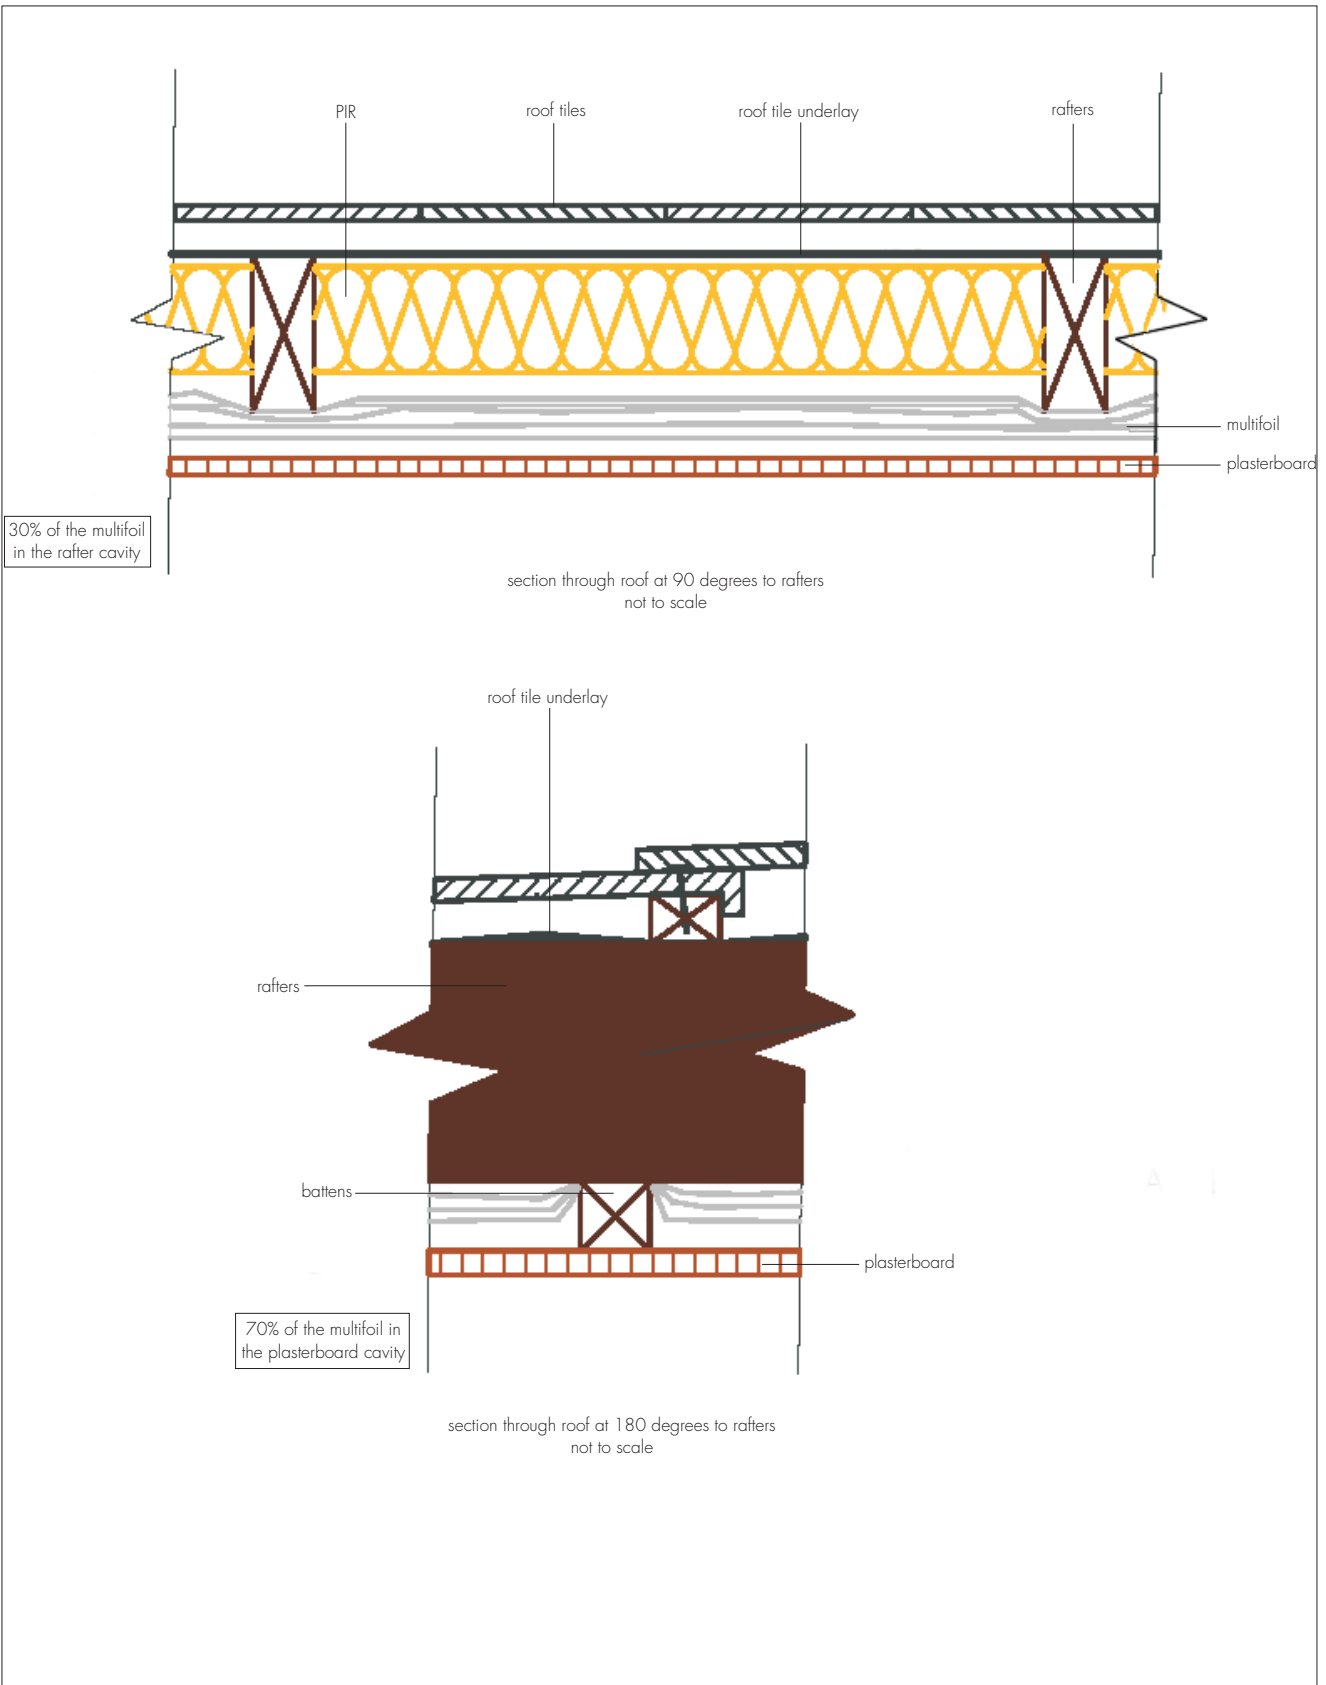 PIR
roof tiles
roof tile underlay
rafters
multifoil
plasterboard
30% of the multifoil
in the rafter cavity
section through roof at 90 degrees to rafters
not to scale
roof tile underlay
rafters
battens
plasterboard
70% of the multifoil in
the plasterboard cavity
section through roof at 180 degrees to rafters
not to scale